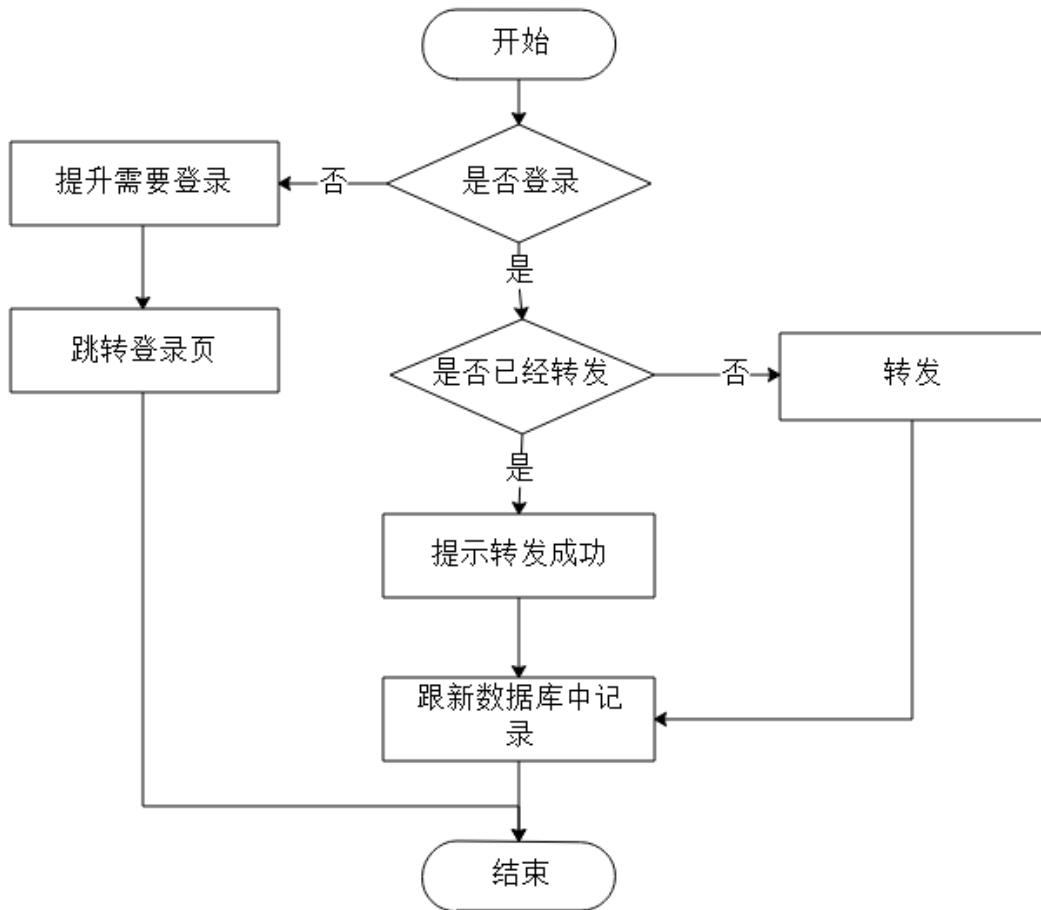 开始
是否登录
否
提升需要登录
是
跳转登录页
是否已经转发
否
转发
是
提示转发成功
跟新数据库中记
录
结束